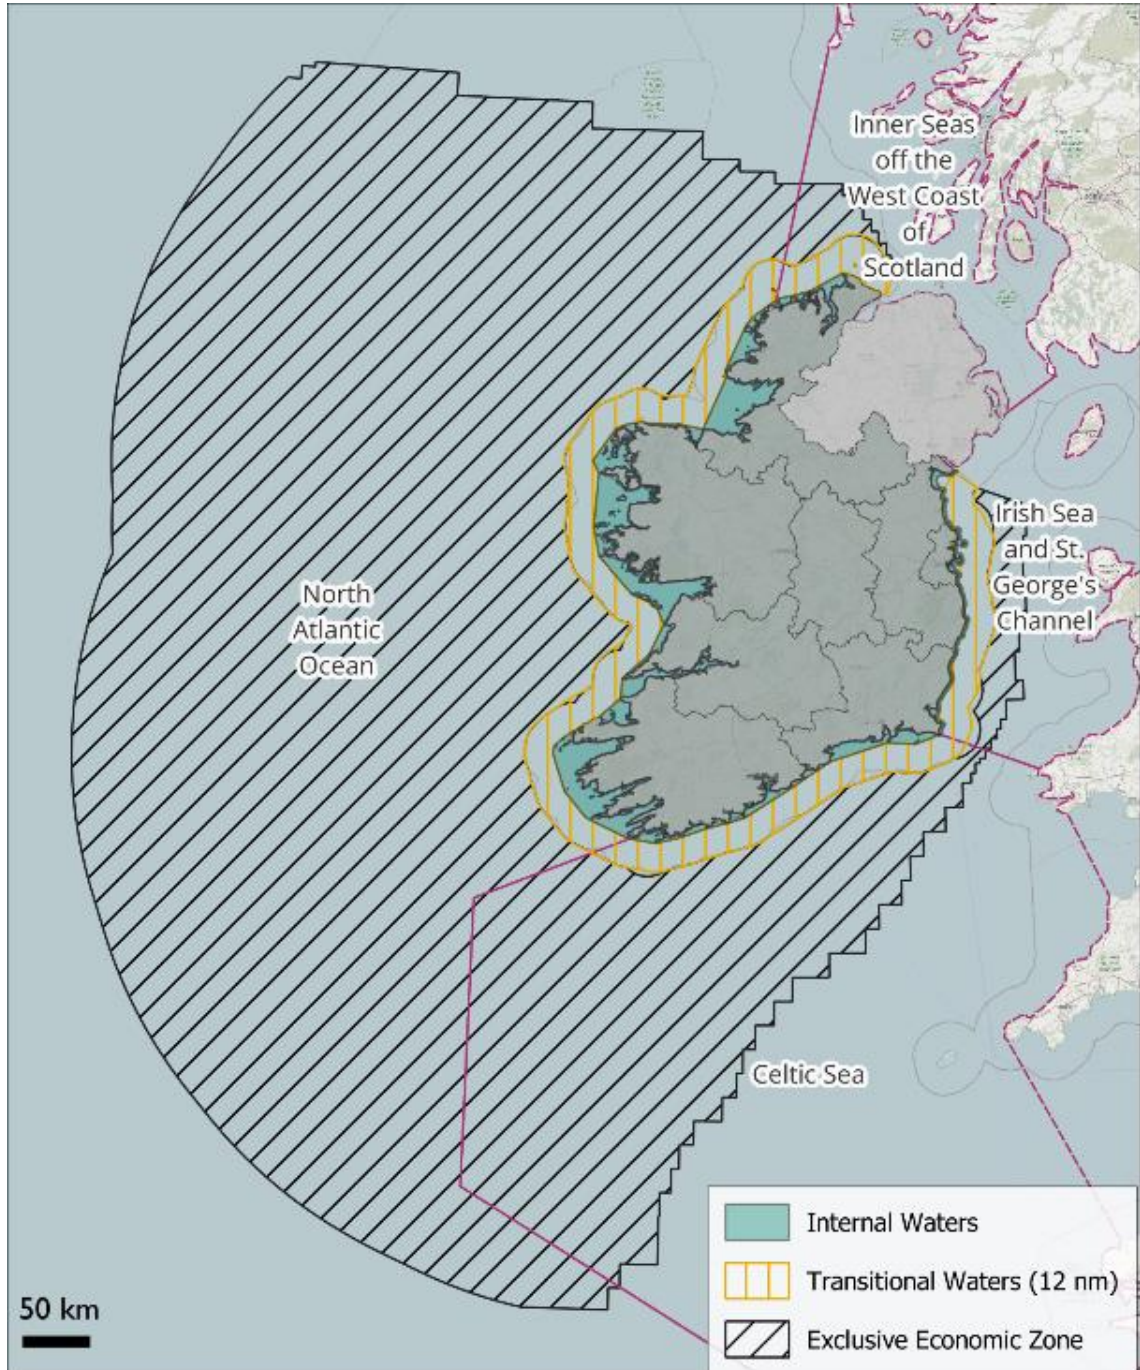 Inner Seas
off the
West Coast
of
Scotland
Irish Sea
and St.
George's
Channel
North
Atlantic
Ocean
Celtic Sea
Internal Waters
Transitional Waters (12 nm)
Exclusive Economic Zone
50 km